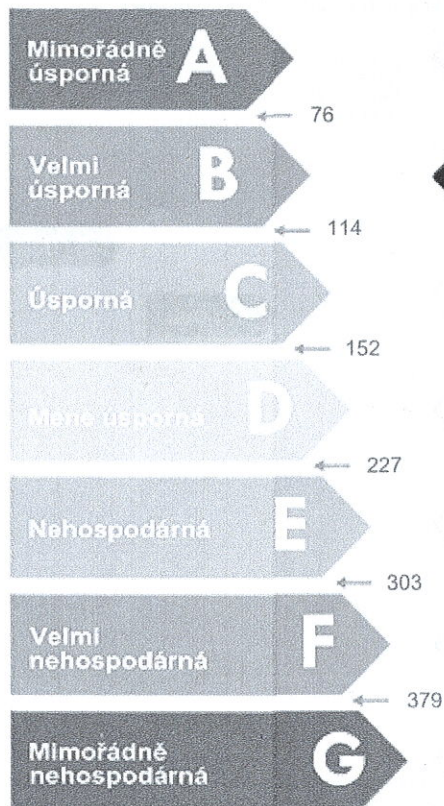 Mimořádně
úsporná A
76
Velmi
úsporná B
114
Úsporná C
152
Méně úsporná D
227
Nehospodárná E
303
Velmi
nehospodárná F
379
Mimořádně
nehospodárná G